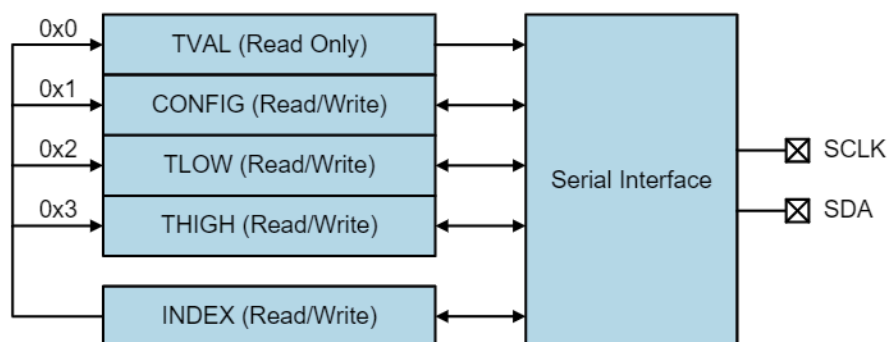 0x0
TVAL (Read Only)
0x1
CONFIG (Read/Write)
0x2
TLOW (Read/Write)
0x3
THIGH (Read/Write)
INDEX (Read/Write)
Serial Interface
SCLK
SDA